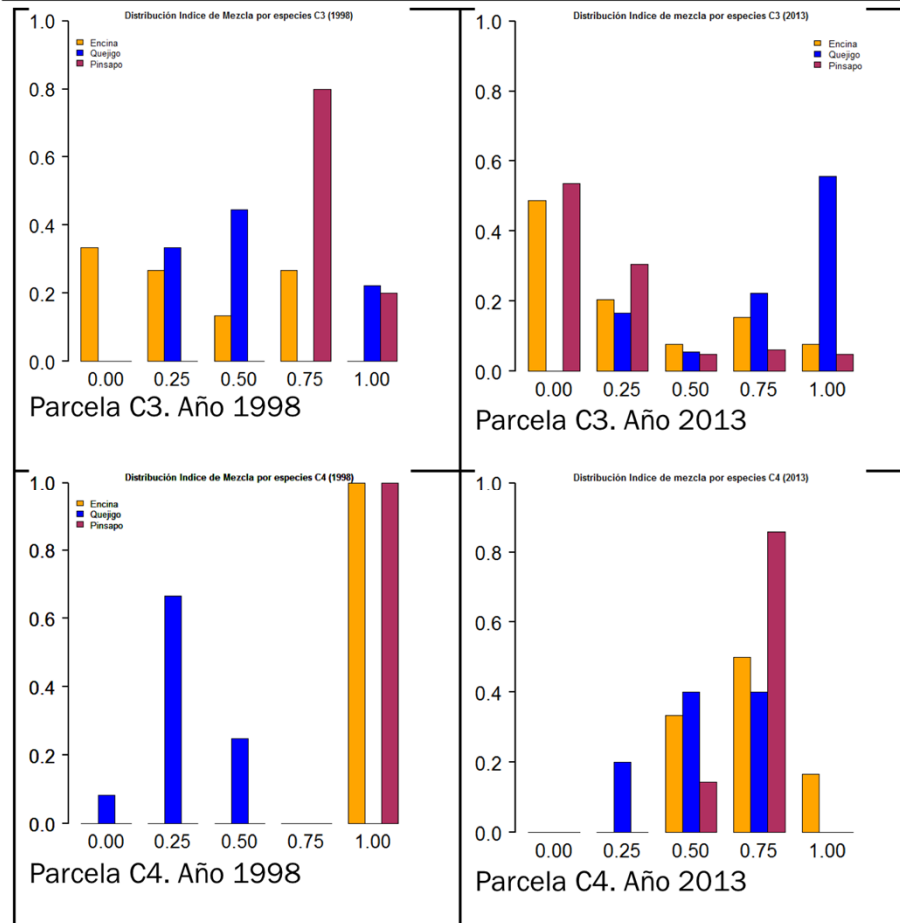 Distribución Indice de Mezcla por especies C3 (1998)
1.0
0.8
0.6
0.4
0.2
0.0
Encina
Quejigo
Pinsapo
0.00 0.25 0.50 0.75 1.00
Parcela C3. Año 1998
Distribución Indice de mezcla por especies C3 (2013)
1.0
0.8
0.6
0.4
0.2
0.0
Encina
Quejigo
Pinsapo
0.00 0.25 0.50 0.75 1.00
Parcela C3. Año 2013
Distribución Indice de Mezcla por especies C4 (1998)
1.0
0.8
0.6
0.4
0.2
0.0
Encina
Quejigo
Pinsapo
0.00 0.25 0.50 0.75 1.00
Parcela C4. Año 1998
Distribución Indice de mezcla por especies C4 (2013)
1.0
0.8
0.6
0.4
0.2
0.0
0.00 0.25 0.50 0.75 1.00
Parcela C4. Año 2013